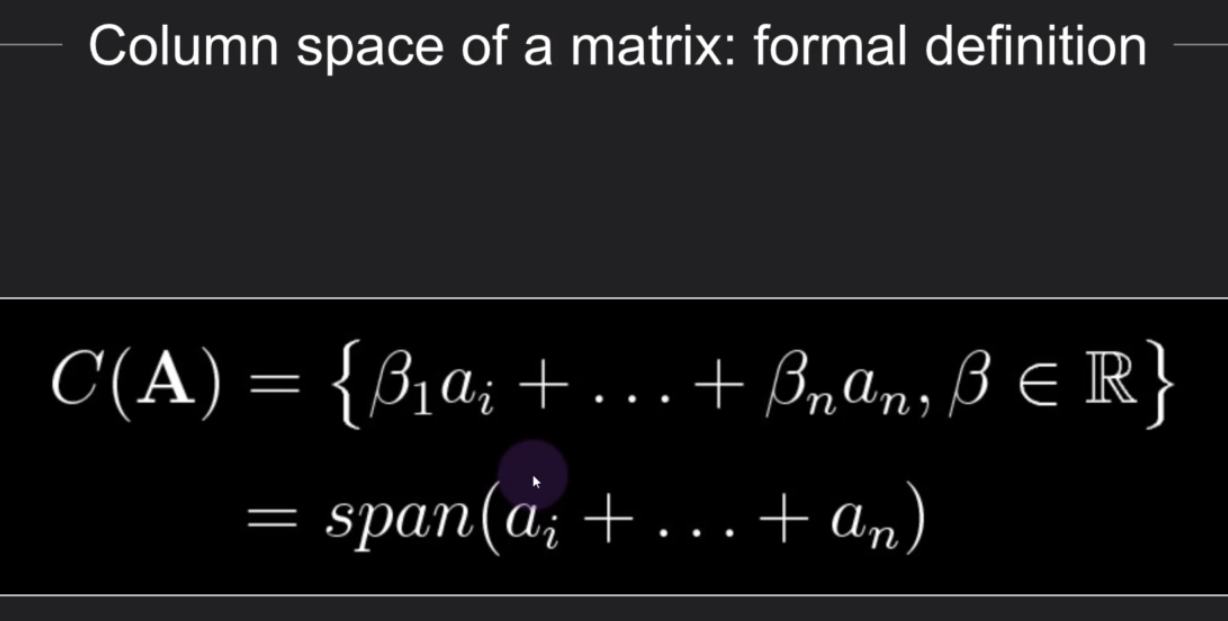 Column space of a matrix: formal definition
C(A) = {β₁aᵢ + ... + βₙaₙ, β ∈ ℝ}
= span(aᵢ + ... + aₙ)